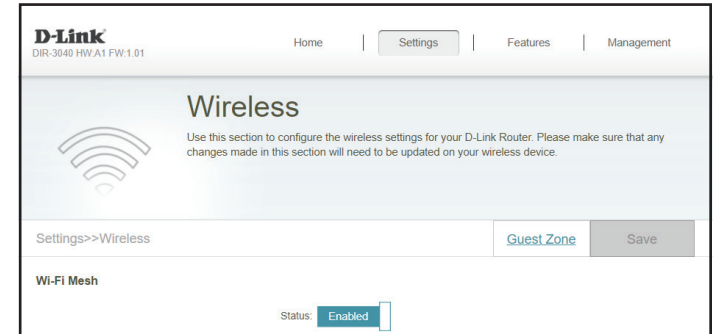 D-Link
DIR-3040 HW:A1 FW:1.01
Home | Settings | Features | Management
Wireless
Use this section to configure the wireless settings for your D-Link Router. Please make sure that any
changes made in this section will need to be updated on your wireless device.
Settings>>Wireless
Guest Zone
Save
Wi-Fi Mesh
Status: Enabled